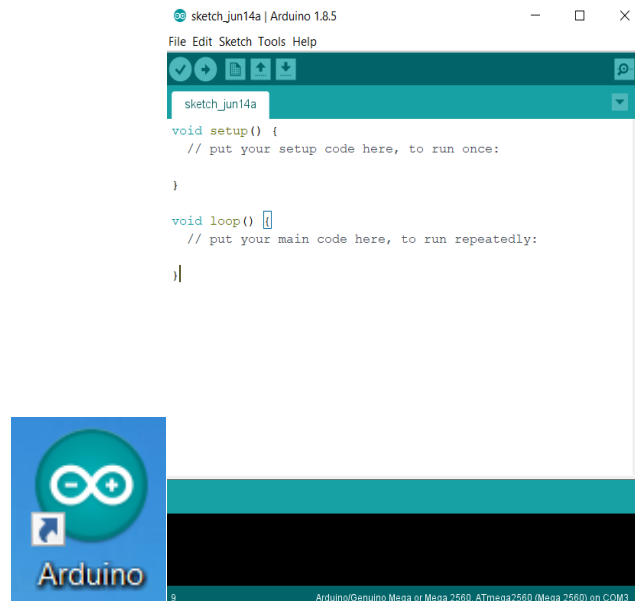 sketch_jun14a | Arduino 1.8.5
File Edit Sketch Tools Help
sketch_jun14a
void setup() {
  // put your setup code here, to run once:
}
void loop() {
  // put your main code here, to run repeatedly:
}
Arduino
9 Arduino/Genuino Mega or Mega 2560, ATmega2560 (Mega 2560) on COM3